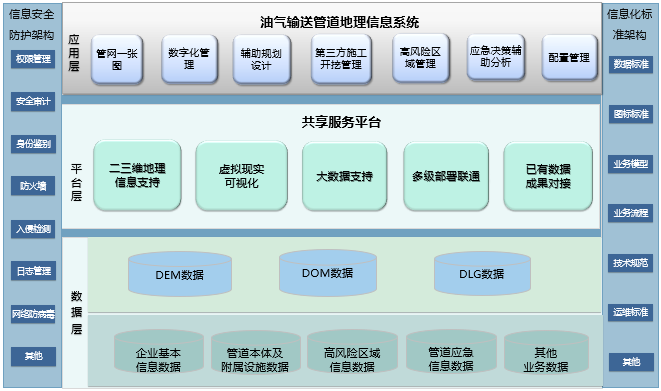 信息安全
防护架构
权限管理
安全审计
身份鉴别
防火墙
入侵检测
日志管理
网络防病毒
其他
油气输送管道地理信息系统
应用层
管网一张
图
数字化管
理
辅助规划
设计
第三方施工
开挖管理
高风险区
域管理
应急决策辅
助分析
配置管理
共享服务平台
平台层
二三维地理
信息支持
虚拟现实
可视化
大数据支持
多级部署联通
已有数据
成果对接
数据层
DEM数据
DOM数据
DLG数据
企业基本
信息数据
管道本体及
附属设施数据
高风险区域
信息数据
管道应急
信息数据
其他
业务数据
信息化标
准架构
数据标准
图标标准
业务模型
业务流程
技术规范
运维标准
其他